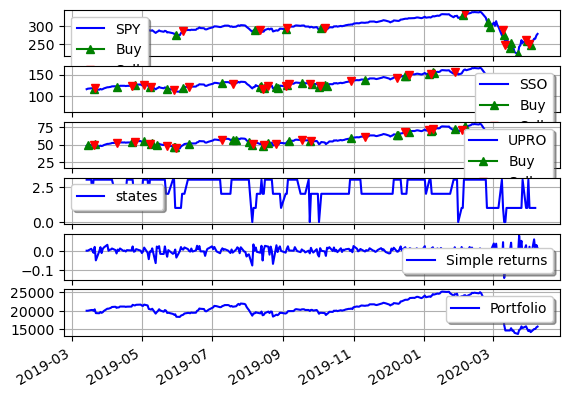 300
250
SPY
Buy
150
100
SSO
Buy
75
50
25
UPRO
Buy
2.5
0.0
states
0.0
−0.1
Simple returns
25000
20000
15000
Portfolio
2019-03
2019-05
2019-07
2019-09
2019-11
2020-01
2020-03